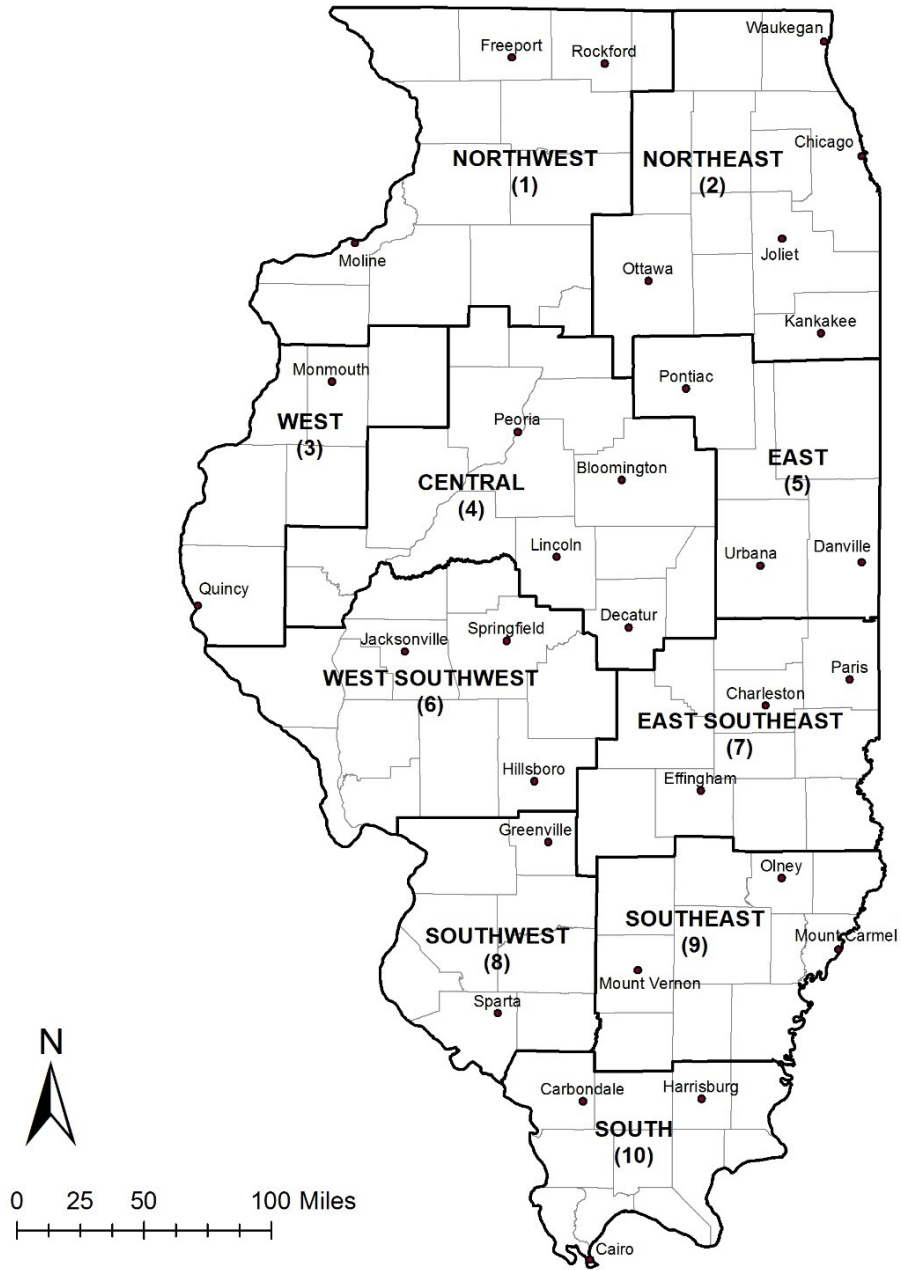 Waukegan
Freeport
Rockford
Chicago
NORTHWEST
(1)
NORTHEAST
(2)
Moline
Joliet
Ottawa
Kankakee
Monmouth
Pontiac
WEST
(3)
Peoria
EAST
(5)
Bloomington
CENTRAL
(4)
Lincoln
Urbana
Danville
Quincy
Decatur
Springfield
Jacksonville
WEST SOUTHWEST
(6)
Paris
Charleston
EAST SOUTHEAST
(7)
Hillsboro
Effingham
Greenville
Olney
SOUTHEAST
(9)
SOUTHWEST
(8)
Mount Carmel
Mount Vernon
Sparta
N
Carbondale
Harrisburg
SOUTH
(10)
0 25 50 100 Miles
Cairo